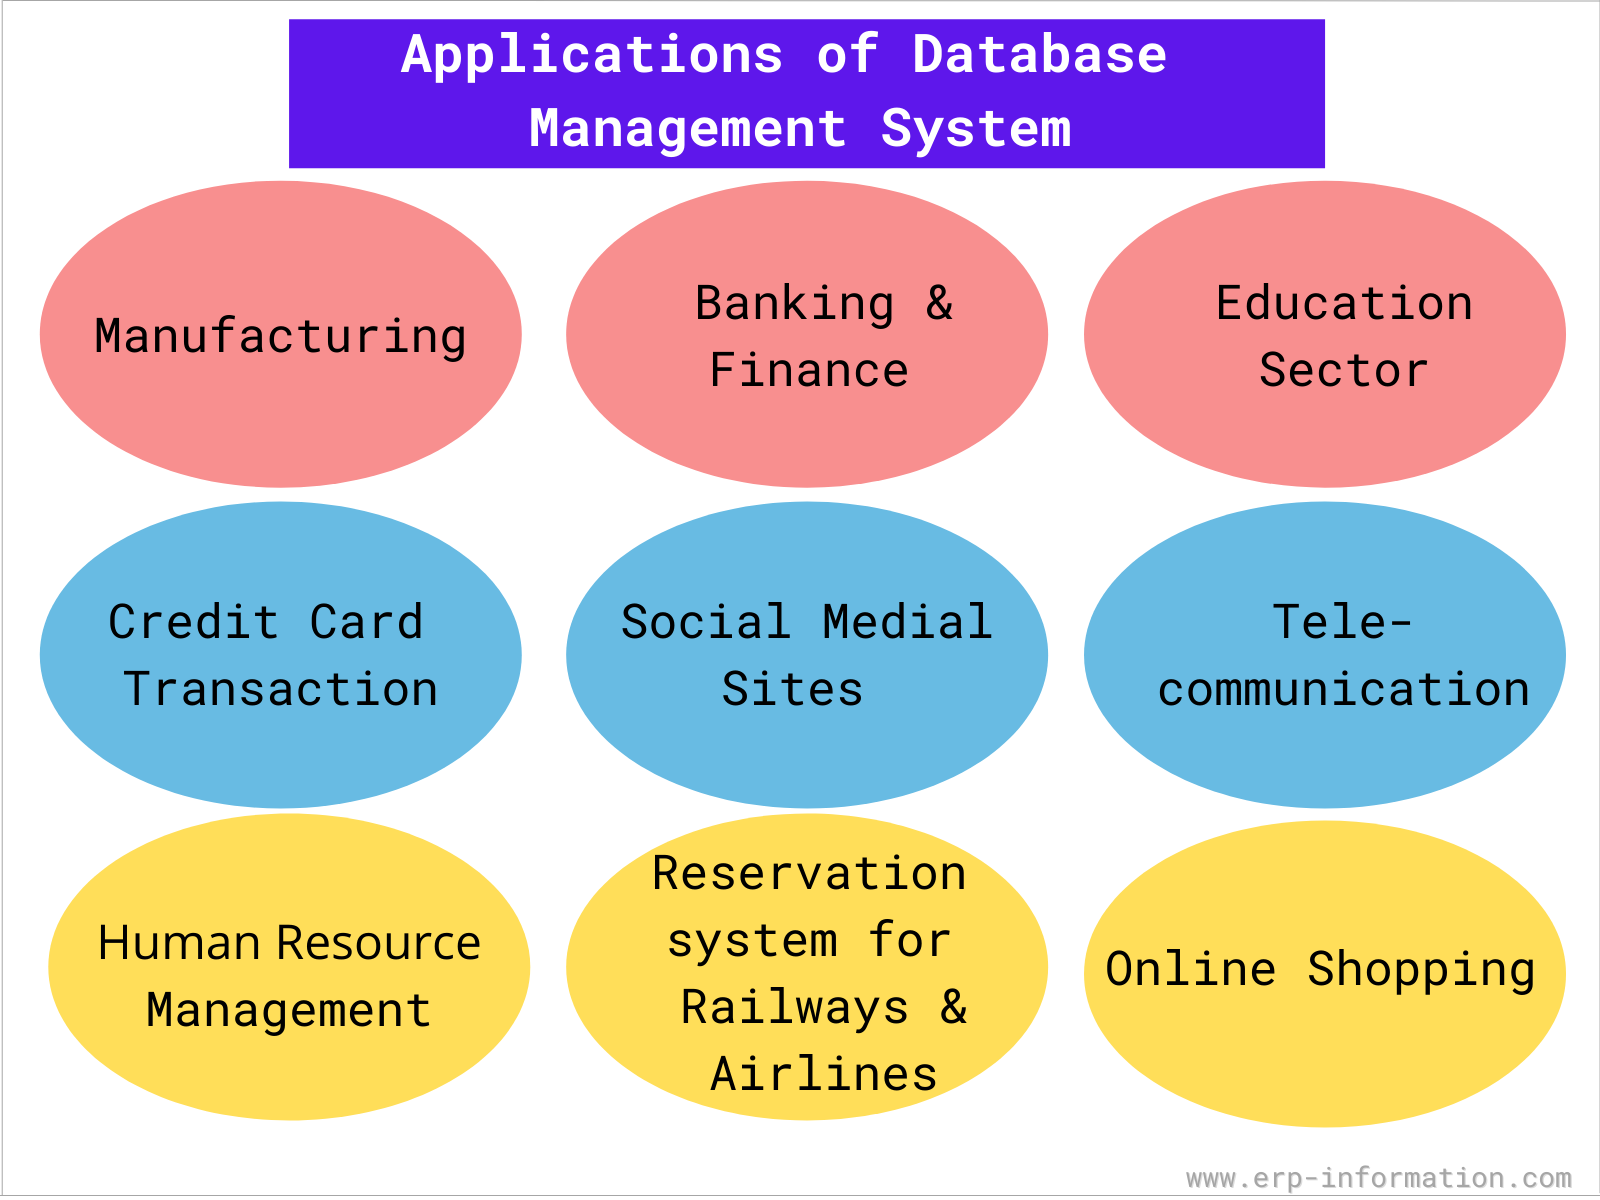 Applications of Database
Management System
Manufacturing
Banking &
Finance
Education
Sector
Credit Card
Transaction
Social Medial
Sites
Tele-
communication
Human Resource
Management
Reservation
system for
Railways &
Airlines
Online Shopping
www.erp-information.com